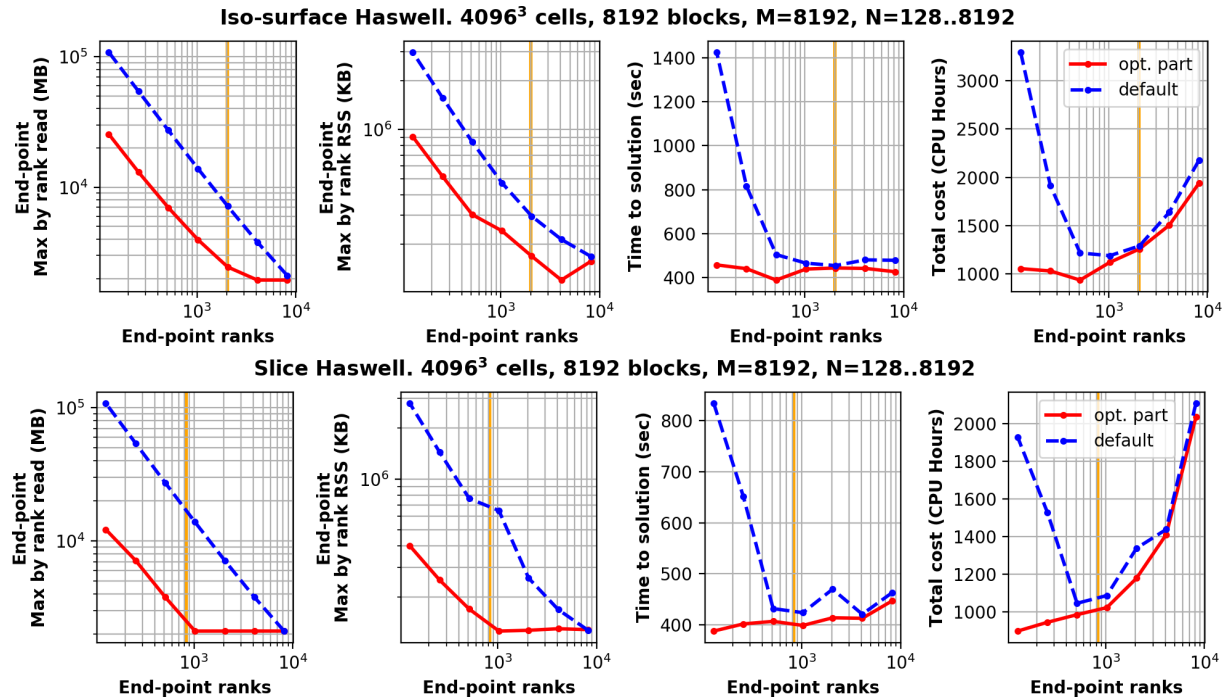 Iso-surface Haswell. 4096³ cells, 8192 blocks, M=8192, N=128..8192
End-point
Max by rank read (MB)
10⁵
10⁴
10³
10⁴
End-point ranks
End-point
Max by rank RSS (KB)
10⁶
10³
10⁴
End-point ranks
Time to solution (sec)
1400
1200
1000
800
600
400
10³
10⁴
End-point ranks
Total cost (CPU Hours)
3000
2500
2000
1500
1000
opt. part
default
10³
10⁴
End-point ranks
Slice Haswell. 4096³ cells, 8192 blocks, M=8192, N=128..8192
End-point
Max by rank read (MB)
10⁵
10⁴
10³
10⁴
End-point ranks
End-point
Max by rank RSS (KB)
10⁶
10³
10⁴
End-point ranks
Time to solution (sec)
800
700
600
500
400
10³
10⁴
End-point ranks
Total cost (CPU Hours)
2000
1800
1600
1400
1200
1000
opt. part
default
10³
10⁴
End-point ranks